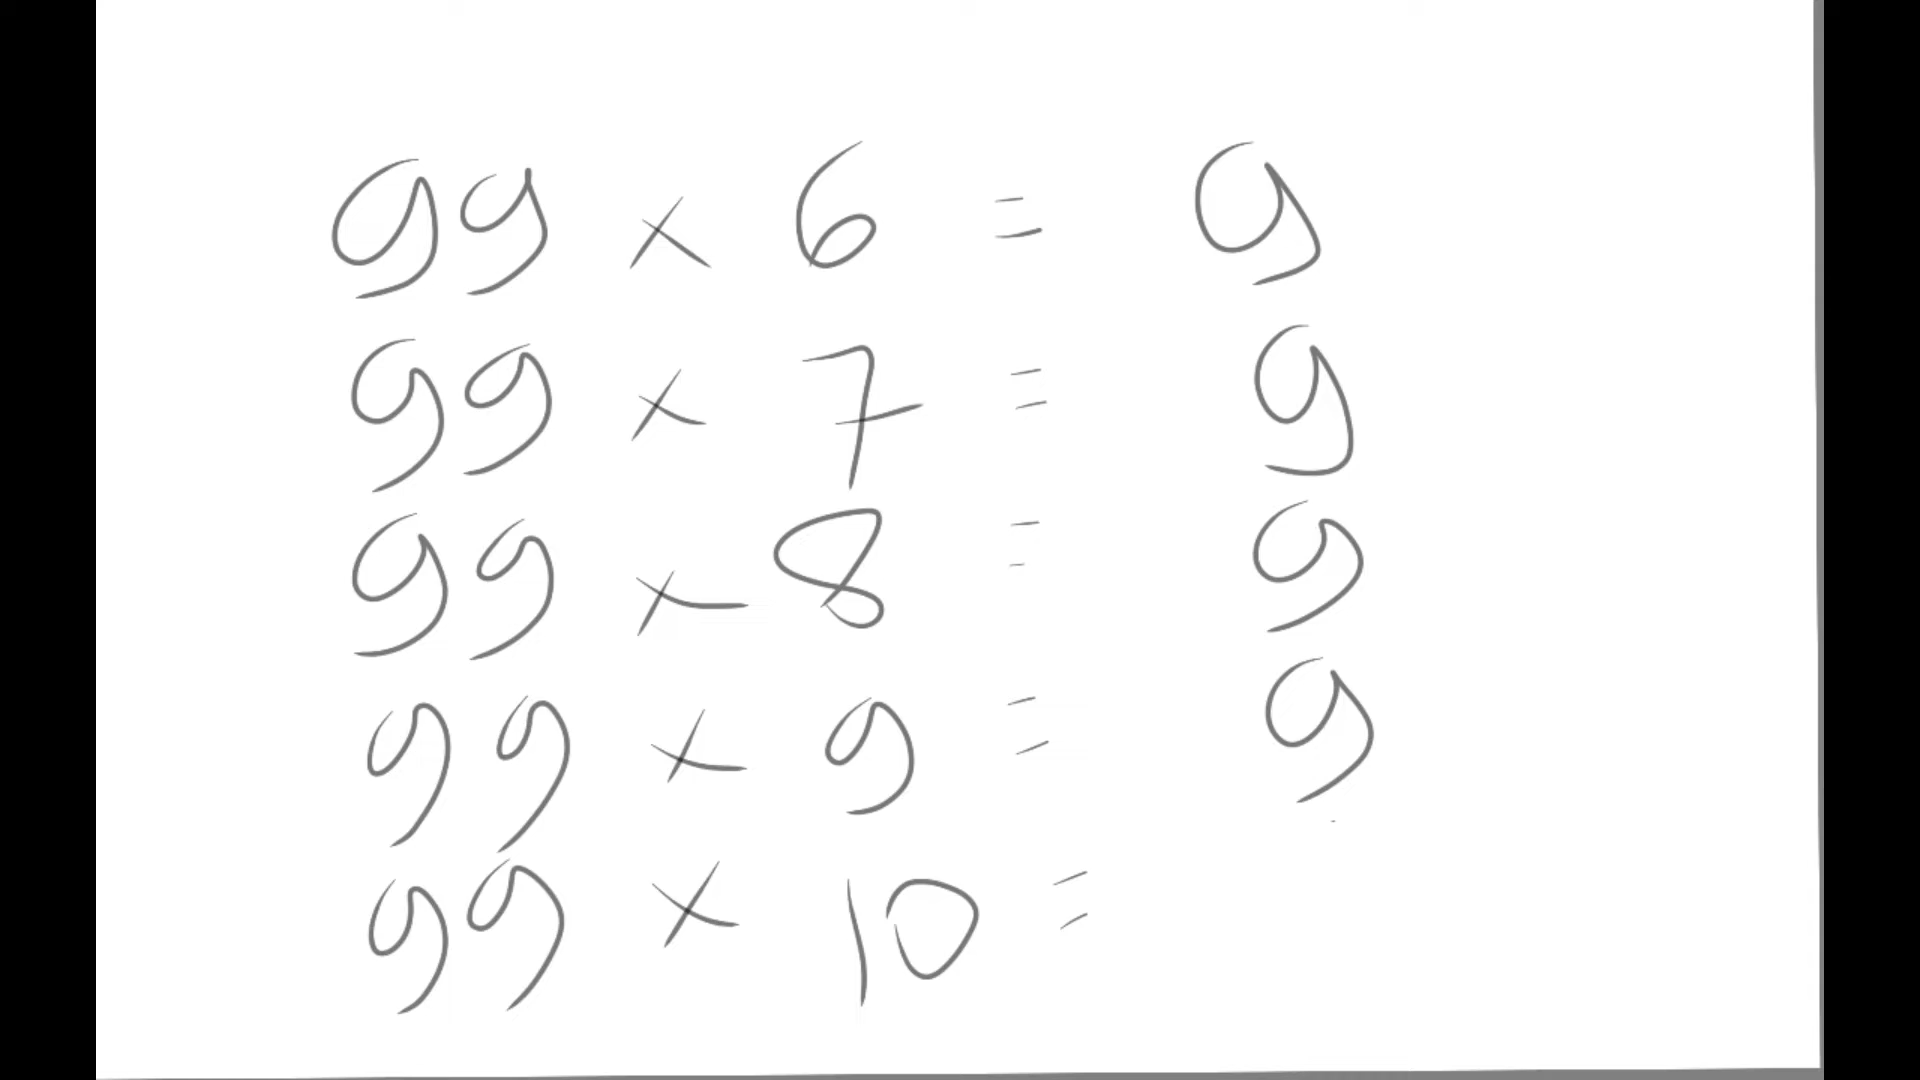 99 × 6 = 9
99 × 7 = 9
99 × 8 = 9
99 × 9 = 9
99 × 10 =